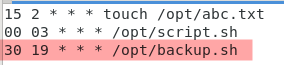 15 2 * * * touch /opt/abc.txt
00 03 * * * /opt/script.sh
30 19 * * * /opt/backup.sh